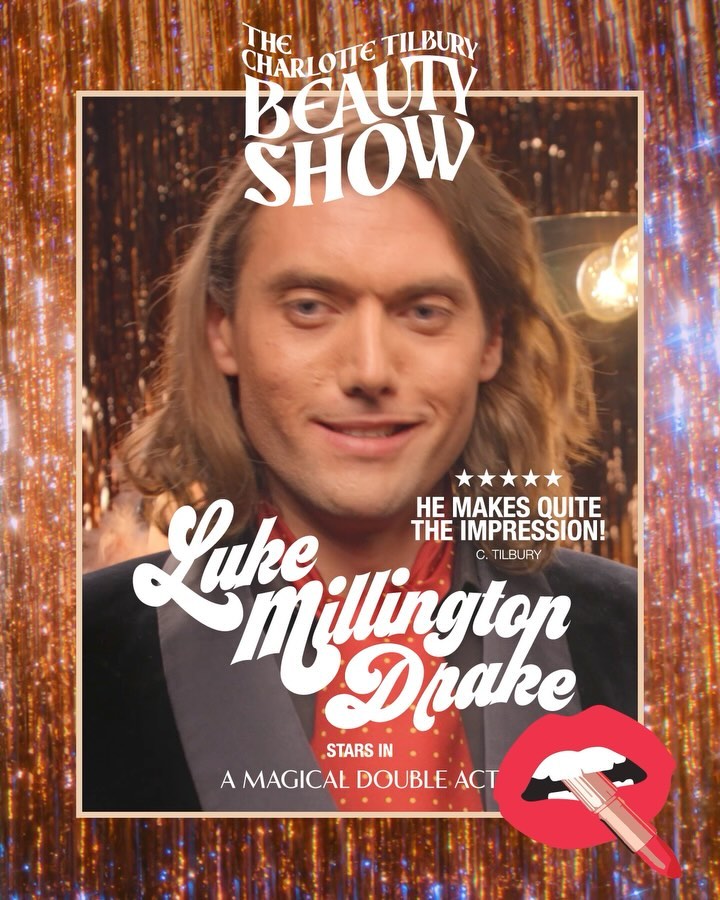 THE
CHARLOTTE TILBURY
BEAUTY
SHOW
★★★★★
HE MAKES QUITE
THE IMPRESSION!
C. TILBURY
Luke
Millington
Drake
STARS IN
A MAGICAL DOUBLE ACT